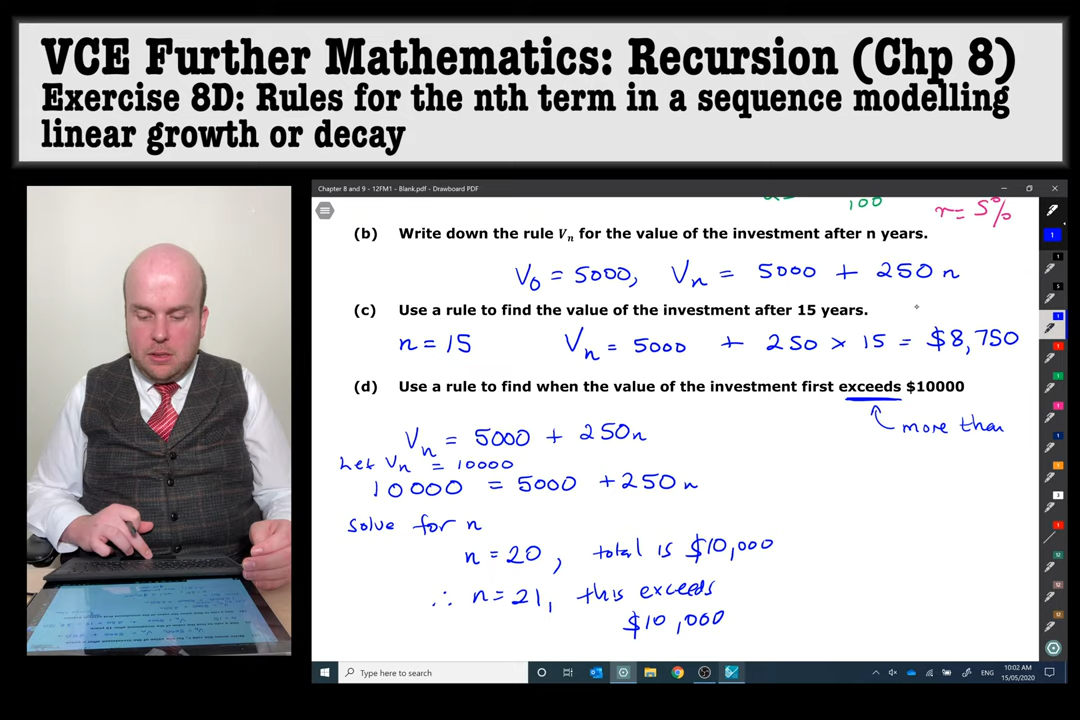 VCE Further Mathematics: Recursion (Chp 8)
Exercise 8D: Rules for the nth term in a sequence modelling
linear growth or decay
Chapter 8 and 9 - 12FM1 - Blank.pdf - Drawboard PDF
100
r = 5%
(b) Write down the rule Vn for the value of the investment after n years.
V0 = 5000, Vn = 5000 + 250n
(c) Use a rule to find the value of the investment after 15 years.
n = 15 Vn = 5000 + 250 × 15 = $8,750
(d) Use a rule to find when the value of the investment first exceeds $10000
more than
Vn = 5000 + 250n
Let Vn = 10000
10000 = 5000 + 250n
solve for n
n = 20, total is $10,000
∴ n = 21, this exceeds
$10,000
Type here to search
ENG
10:02 AM
15/05/2020